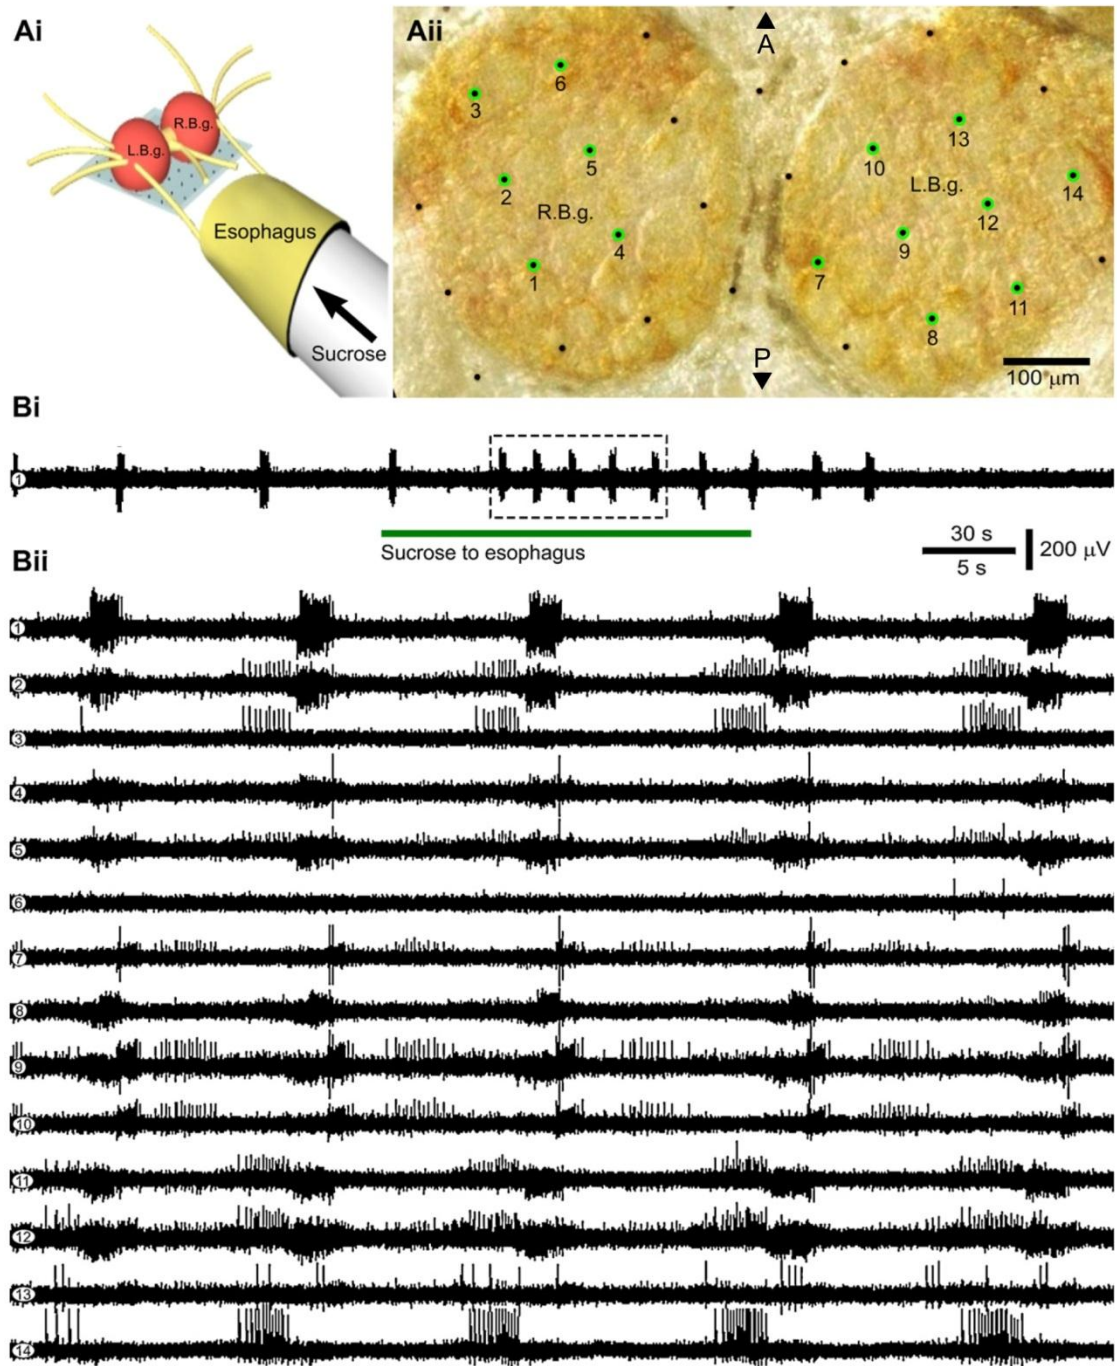 Ai
R.B.g.
L.B.g.
Esophagus
Sucrose
Aii
A
3
6
5
2
R.B.g.
4
1
13
10
L.B.g.
14
12
9
7
11
8
P
100 μm
Bi
1
Sucrose to esophagus
30 s
5 s
200 μV
Bii
1
2
3
4
5
6
7
8
9
10
11
12
13
14